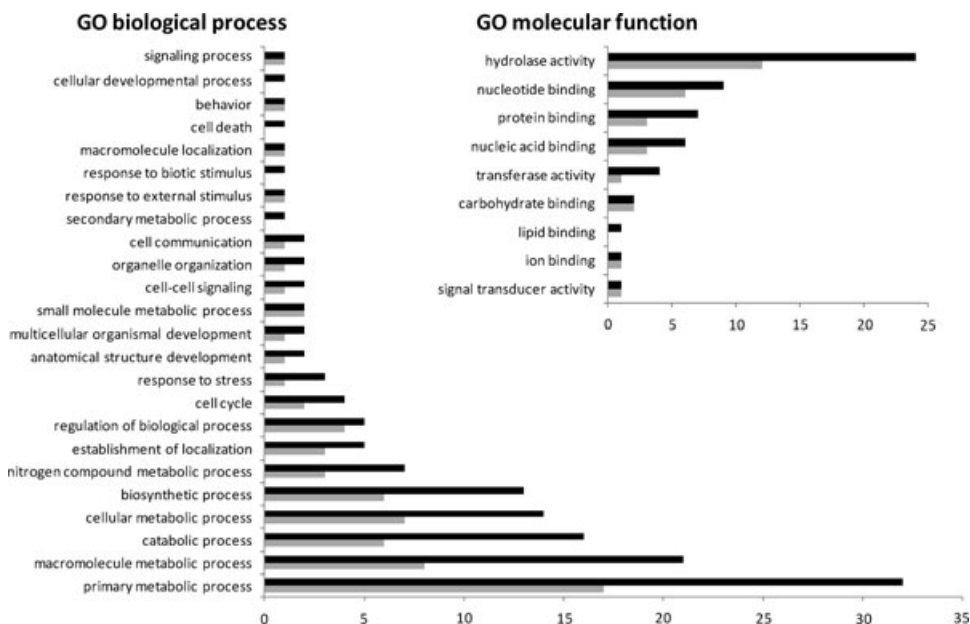 GO biological process
signaling process
cellular developmental process
behavior
cell death
macromolecule localization
response to biotic stimulus
response to external stimulus
secondary metabolic process
cell communication
organelle organization
cell-cell signaling
small molecule metabolic process
multicellular organismal development
anatomical structure development
response to stress
cell cycle
regulation of biological process
establishment of localization
nitrogen compound metabolic process
biosynthetic process
cellular metabolic process
catabolic process
macromolecule metabolic process
primary metabolic process
0 5 10 15 20 25 30 35
GO molecular function
hydrolase activity
nucleotide binding
protein binding
nucleic acid binding
transferase activity
carbohydrate binding
lipid binding
ion binding
signal transducer activity
0 5 10 15 20 25